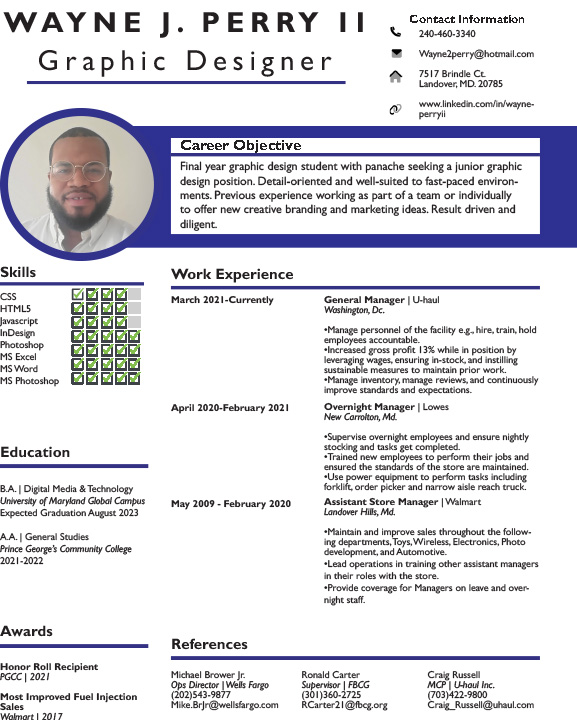 WAYNE J. PERRY II
Graphic Designer
Contact Information
240-460-3340
Wayne2perry@hotmail.com
7517 Brindle Ct.
Landover, MD. 20785
www.linkedin.com/in/wayne-
perryii
Career Objective
Final year graphic design student with panache seeking a junior graphic
design position. Detail-oriented and well-suited to fast-paced environ-
ments. Previous experience working as part of a team or individually
to offer new creative branding and marketing ideas. Result driven and
diligent.
Skills
CSS
HTML5
Javascript
InDesign
Photoshop
MS Excel
MS Word
MS Photoshop
Education
B.A. | Digital Media & Technology
University of Maryland Global Campus
Expected Graduation August 2023
A.A. | General Studies
Prince George's Community College
2021-2022
Awards
Honor Roll Recipient
PGCC | 2021
Most Improved Fuel Injection
Sales
Walmart | 2017
Work Experience
March 2021-Currently
General Manager | U-haul
Washington, Dc.
•Manage personnel of the facility e.g., hire, train, hold
employees accountable.
•Increased gross profit 13% while in position by
leveraging wages, ensuring in-stock, and instilling
sustainable measures to maintain prior work.
•Manage inventory, manage reviews, and continuously
improve standards and expectations.
April 2020-February 2021
Overnight Manager | Lowes
New Carrolton, Md.
•Supervise overnight employees and ensure nightly
stocking and tasks get completed.
•Trained new employees to perform their jobs and
ensured the standards of the store are maintained.
•Use power equipment to perform tasks including
forklift, order picker and narrow aisle reach truck.
May 2009 - February 2020
Assistant Store Manager | Walmart
Landover Hills, Md.
•Maintain and improve sales throughout the follow-
ing departments, Toys, Wireless, Electronics, Photo
development, and Automotive.
•Lead operations in training other assistant managers
in their roles with the store.
•Provide coverage for Managers on leave and over-
night staff.
References
Michael Brower Jr.
Ops Director | Wells Fargo
(202)543-9877
Mike.BrJr@wellsfargo.com
Ronald Carter
Supervisor | FBCG
(301)360-2725
RCarter21@fbcg.org
Craig Russell
MCP | U-haul Inc.
(703)422-9800
Craig_Russell@uhaul.com